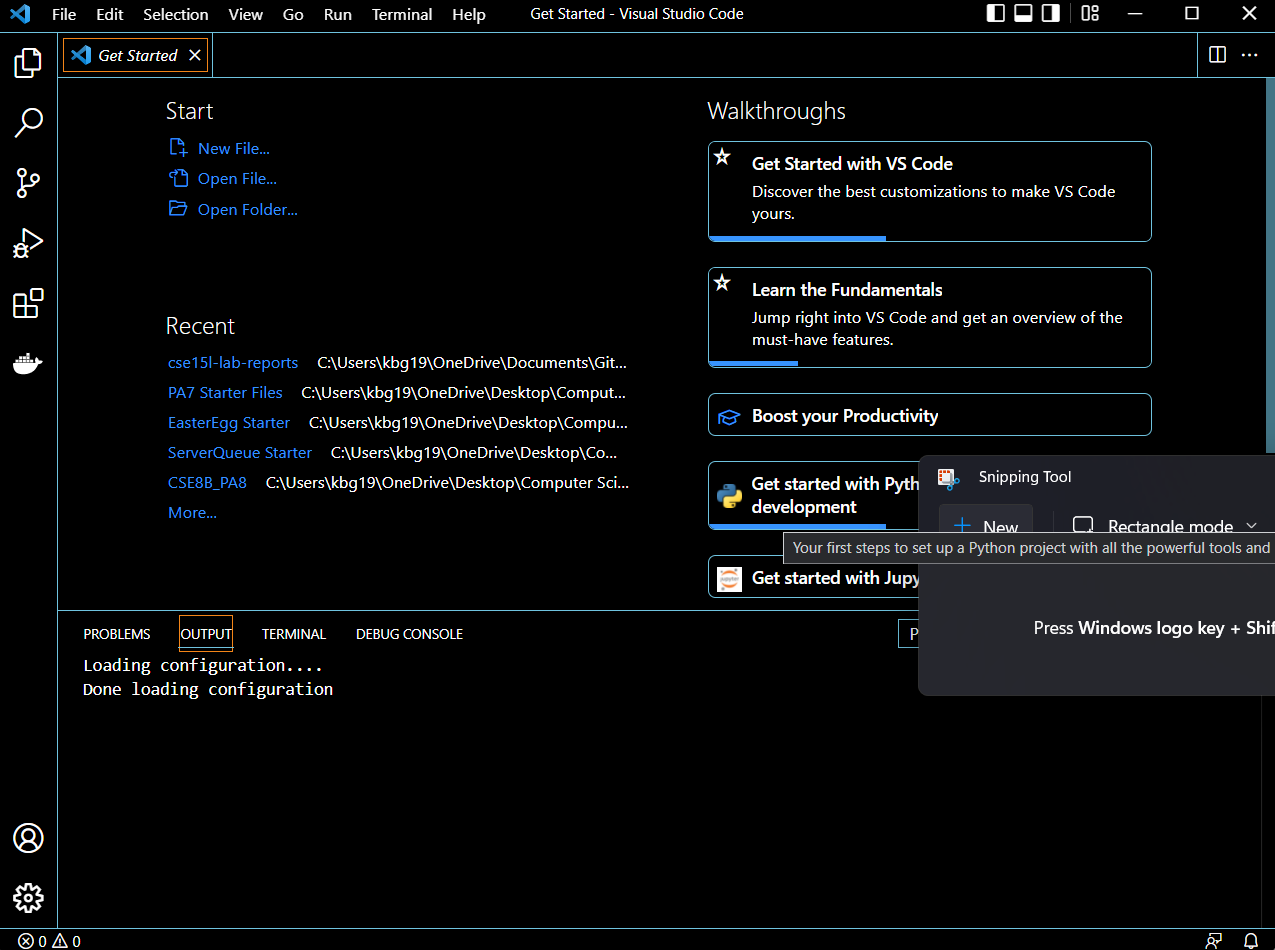 File Edit Selection View Go Run Terminal Help Get Started - Visual Studio Code
Get Started
Start
New File...
Open File...
Open Folder...
Recent
cse15l-lab-reports C:\Users\kbg19\OneDrive\Documents\Git...
PA7 Starter Files C:\Users\kbg19\OneDrive\Desktop\Comput...
EasterEgg Starter C:\Users\kbg19\OneDrive\Desktop\Compu...
ServerQueue Starter C:\Users\kbg19\OneDrive\Desktop\Co...
CSE8B_PA8 C:\Users\kbg19\OneDrive\Desktop\Computer Sci...
More...
Walkthroughs
Get Started with VS Code
Discover the best customizations to make VS Code
yours.
Learn the Fundamentals
Jump right into VS Code and get an overview of the
must-have features.
Boost your Productivity
Get started with Pyth
development
Your first steps to set up a Python project with all the powerful tools and
Get started with Jupy
Snipping Tool
New Rectangle mode
Press Windows logo key + Shif
PROBLEMS OUTPUT TERMINAL DEBUG CONSOLE P
Loading configuration....
Done loading configuration
0 0